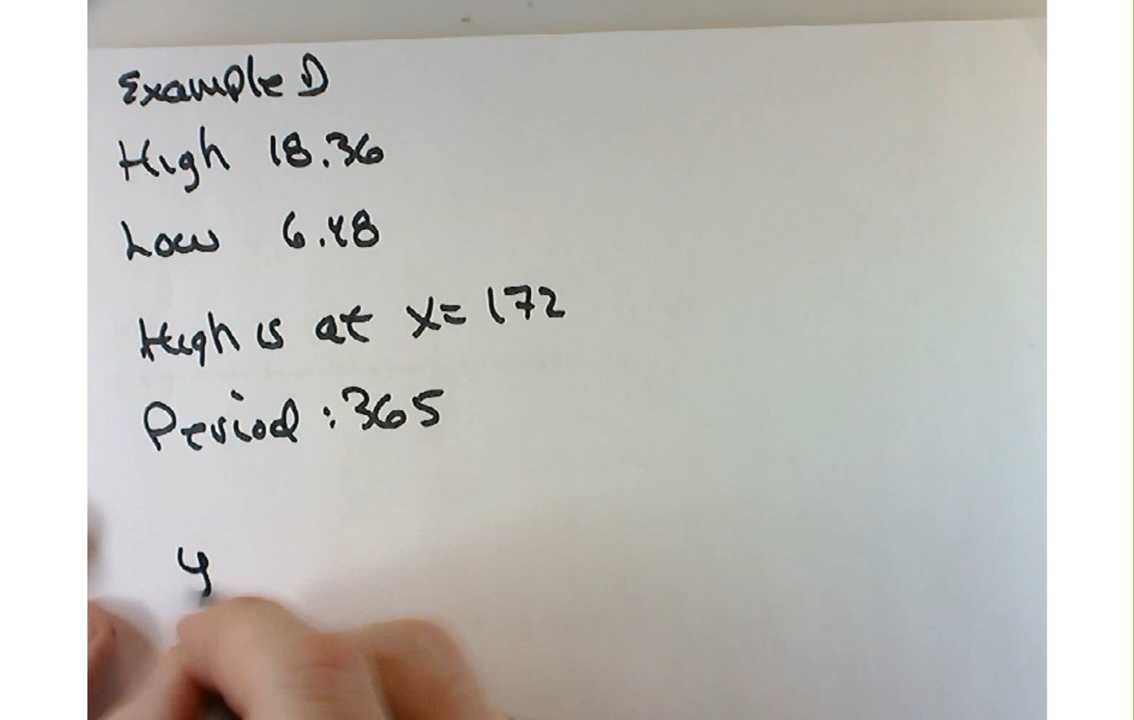 Example D
High 18.36
Low 6.48
High is at x=172
Period : 365
y